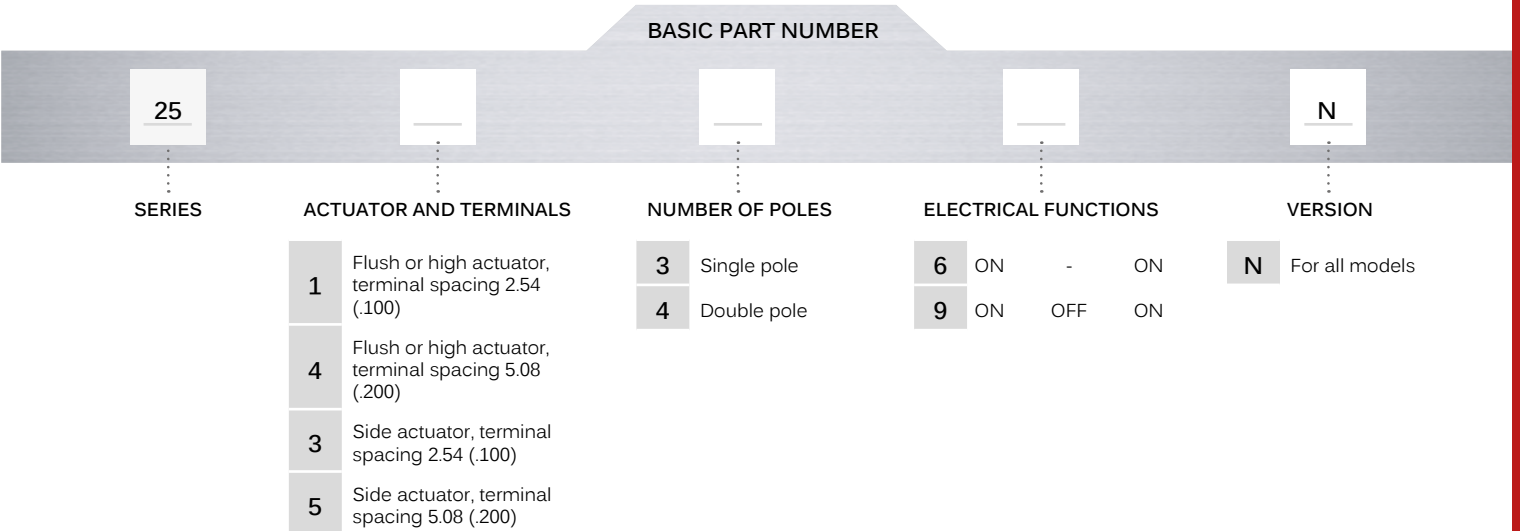 BASIC PART NUMBER
25
N
SERIES
ACTUATOR AND TERMINALS
NUMBER OF POLES
ELECTRICAL FUNCTIONS
VERSION
1
Flush or high actuator,
terminal spacing 2.54
(.100)
4
Flush or high actuator,
terminal spacing 5.08
(.200)
3
Side actuator, terminal
spacing 2.54 (.100)
5
Side actuator, terminal
spacing 5.08 (.200)
3 Single pole
4 Double pole
6 ON - ON
9 ON OFF ON
N For all models